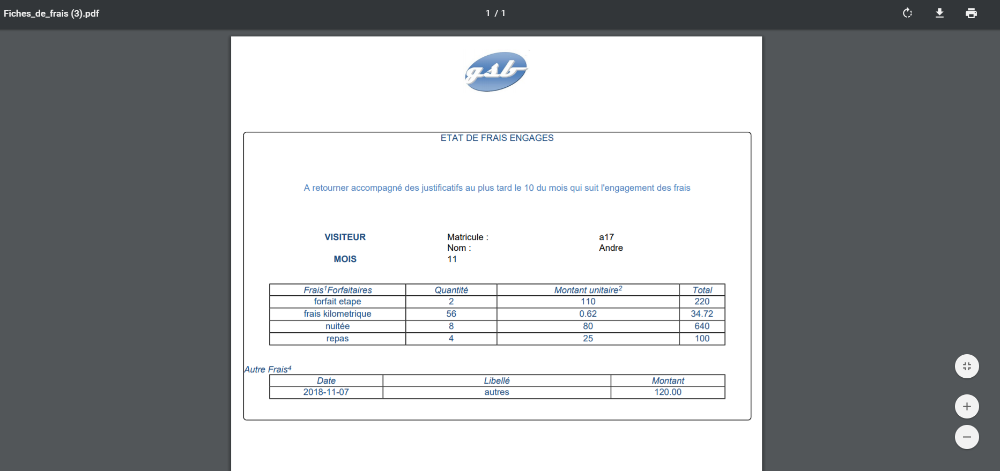 Fiches_de_frais (3).pdf 1 / 1
gsb
ETAT DE FRAIS ENGAGES
A retourner accompagné des justificatifs au plus tard le 10 du mois qui suit l'engagement des frais
VISITEUR Matricule : a17
Nom : Andre
MOIS 11
Frais¹Forfaitaires Quantité Montant unitaire² Total
forfait etape 2 110 220
frais kilometrique 56 0.62 34.72
nuitée 8 80 640
repas 4 25 100
Autre Frais⁴
Date Libellé Montant
2018-11-07 autres 120.00